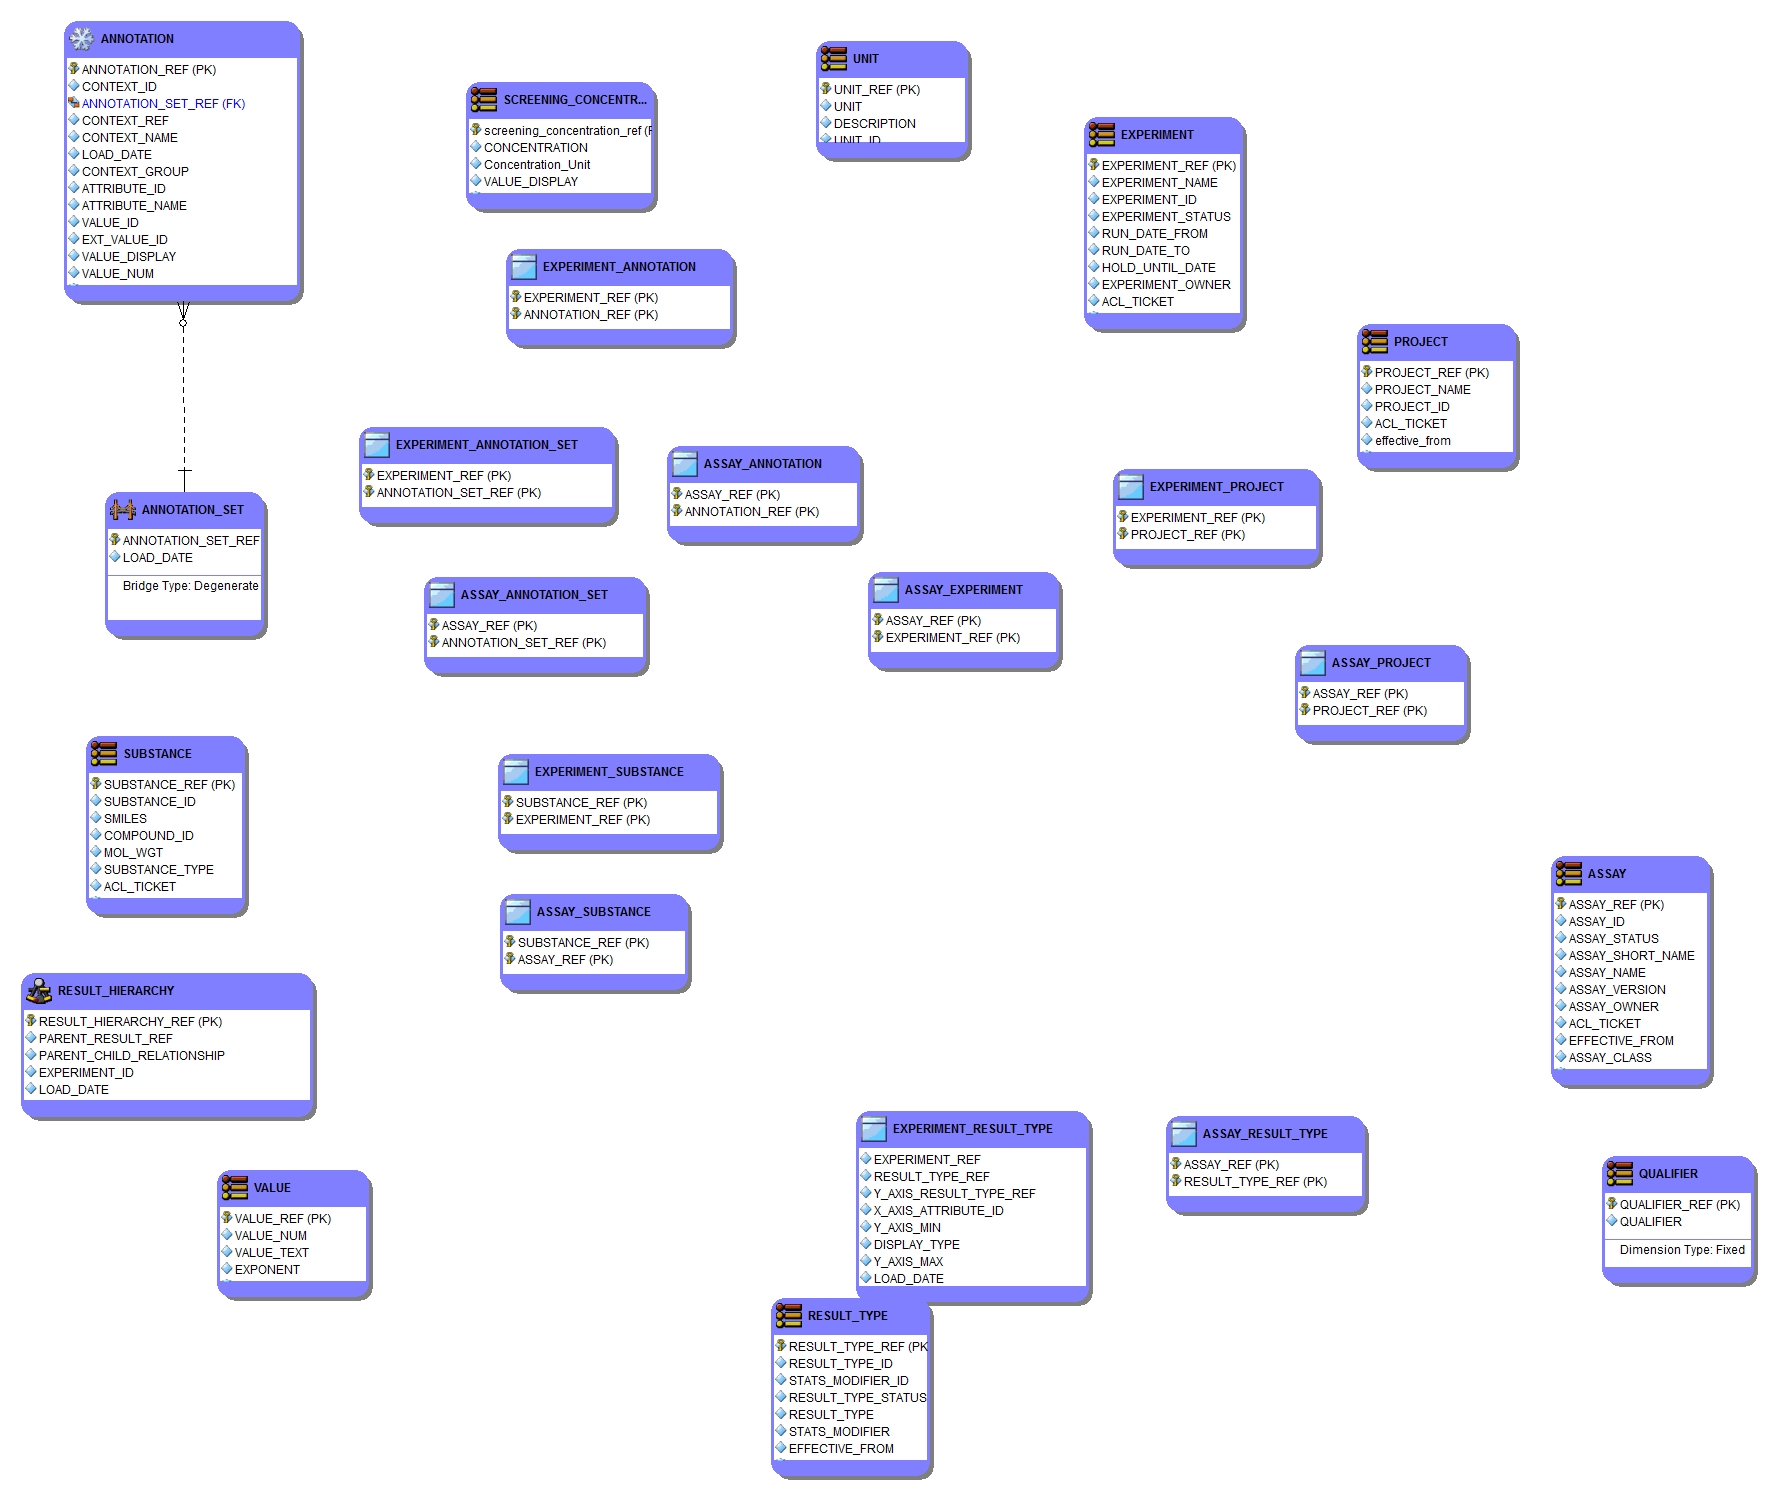 ANNOTATION
ANNOTATION_REF (PK)
CONTEXT_ID
ANNOTATION_SET_REF (FK)
CONTEXT_REF
CONTEXT_NAME
LOAD_DATE
CONTEXT_GROUP
ATTRIBUTE_ID
ATTRIBUTE_NAME
VALUE_ID
EXT_VALUE_ID
VALUE_DISPLAY
VALUE_NUM
SCREENING_CONCENTR...
screening_concentration_ref (P
CONCENTRATION
Concentration_Unit
VALUE_DISPLAY
UNIT
UNIT_REF (PK)
UNIT
DESCRIPTION
UNIT_ID
EXPERIMENT
EXPERIMENT_REF (PK)
EXPERIMENT_NAME
EXPERIMENT_ID
EXPERIMENT_STATUS
RUN_DATE_FROM
RUN_DATE_TO
HOLD_UNTIL_DATE
EXPERIMENT_OWNER
ACL_TICKET
EXPERIMENT_ANNOTATION
EXPERIMENT_REF (PK)
ANNOTATION_REF (PK)
PROJECT
PROJECT_REF (PK)
PROJECT_NAME
PROJECT_ID
ACL_TICKET
effective_from
EXPERIMENT_ANNOTATION_SET
EXPERIMENT_REF (PK)
ANNOTATION_SET_REF (PK)
ASSAY_ANNOTATION
ASSAY_REF (PK)
ANNOTATION_REF (PK)
EXPERIMENT_PROJECT
EXPERIMENT_REF (PK)
PROJECT_REF (PK)
ANNOTATION_SET
ANNOTATION_SET_REF
LOAD_DATE
Bridge Type: Degenerate
ASSAY_ANNOTATION_SET
ASSAY_REF (PK)
ANNOTATION_SET_REF (PK)
ASSAY_EXPERIMENT
ASSAY_REF (PK)
EXPERIMENT_REF (PK)
ASSAY_PROJECT
ASSAY_REF (PK)
PROJECT_REF (PK)
SUBSTANCE
SUBSTANCE_REF (PK)
SUBSTANCE_ID
SMILES
COMPOUND_ID
MOL_WGT
SUBSTANCE_TYPE
ACL_TICKET
EXPERIMENT_SUBSTANCE
SUBSTANCE_REF (PK)
EXPERIMENT_REF (PK)
ASSAY_SUBSTANCE
SUBSTANCE_REF (PK)
ASSAY_REF (PK)
ASSAY
ASSAY_REF (PK)
ASSAY_ID
ASSAY_STATUS
ASSAY_SHORT_NAME
ASSAY_NAME
ASSAY_VERSION
ASSAY_OWNER
ACL_TICKET
EFFECTIVE_FROM
ASSAY_CLASS
RESULT_HIERARCHY
RESULT_HIERARCHY_REF (PK)
PARENT_RESULT_REF
PARENT_CHILD_RELATIONSHIP
EXPERIMENT_ID
LOAD_DATE
EXPERIMENT_RESULT_TYPE
EXPERIMENT_REF
RESULT_TYPE_REF
Y_AXIS_RESULT_TYPE_REF
X_AXIS_ATTRIBUTE_ID
Y_AXIS_MIN
DISPLAY_TYPE
Y_AXIS_MAX
LOAD_DATE
ASSAY_RESULT_TYPE
ASSAY_REF (PK)
RESULT_TYPE_REF (PK)
QUALIFIER
QUALIFIER_REF (PK)
QUALIFIER
Dimension Type: Fixed
VALUE
VALUE_REF (PK)
VALUE_NUM
VALUE_TEXT
EXPONENT
RESULT_TYPE
RESULT_TYPE_REF (PK
RESULT_TYPE_ID
STATS_MODIFIER_ID
RESULT_TYPE_STATUS
RESULT_TYPE
STATS_MODIFIER
EFFECTIVE_FROM